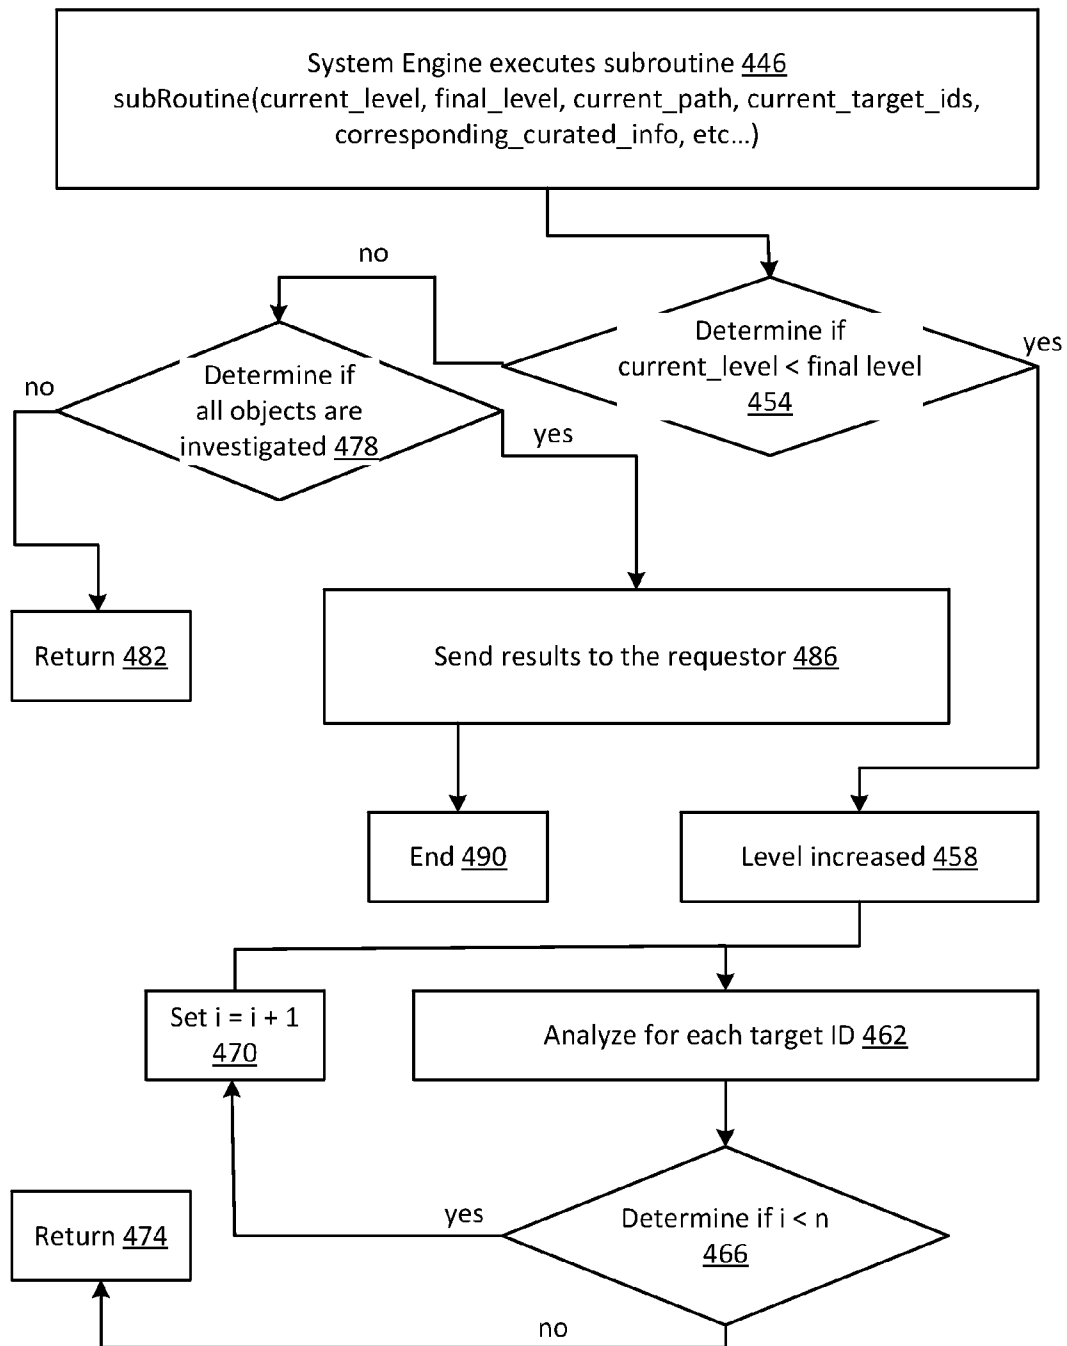 System Engine executes subroutine 446
subRoutine(current_level, final_level, current_path, current_target_ids,
corresponding_curated_info, etc...)
no
Determine if
current_level < final level
454
yes
no
Determine if
all objects are
investigated 478
yes
Return 482
Send results to the requestor 486
End 490
Level increased 458
Set i = i + 1
470
Analyze for each target ID 462
yes
Determine if i < n
466
Return 474
no